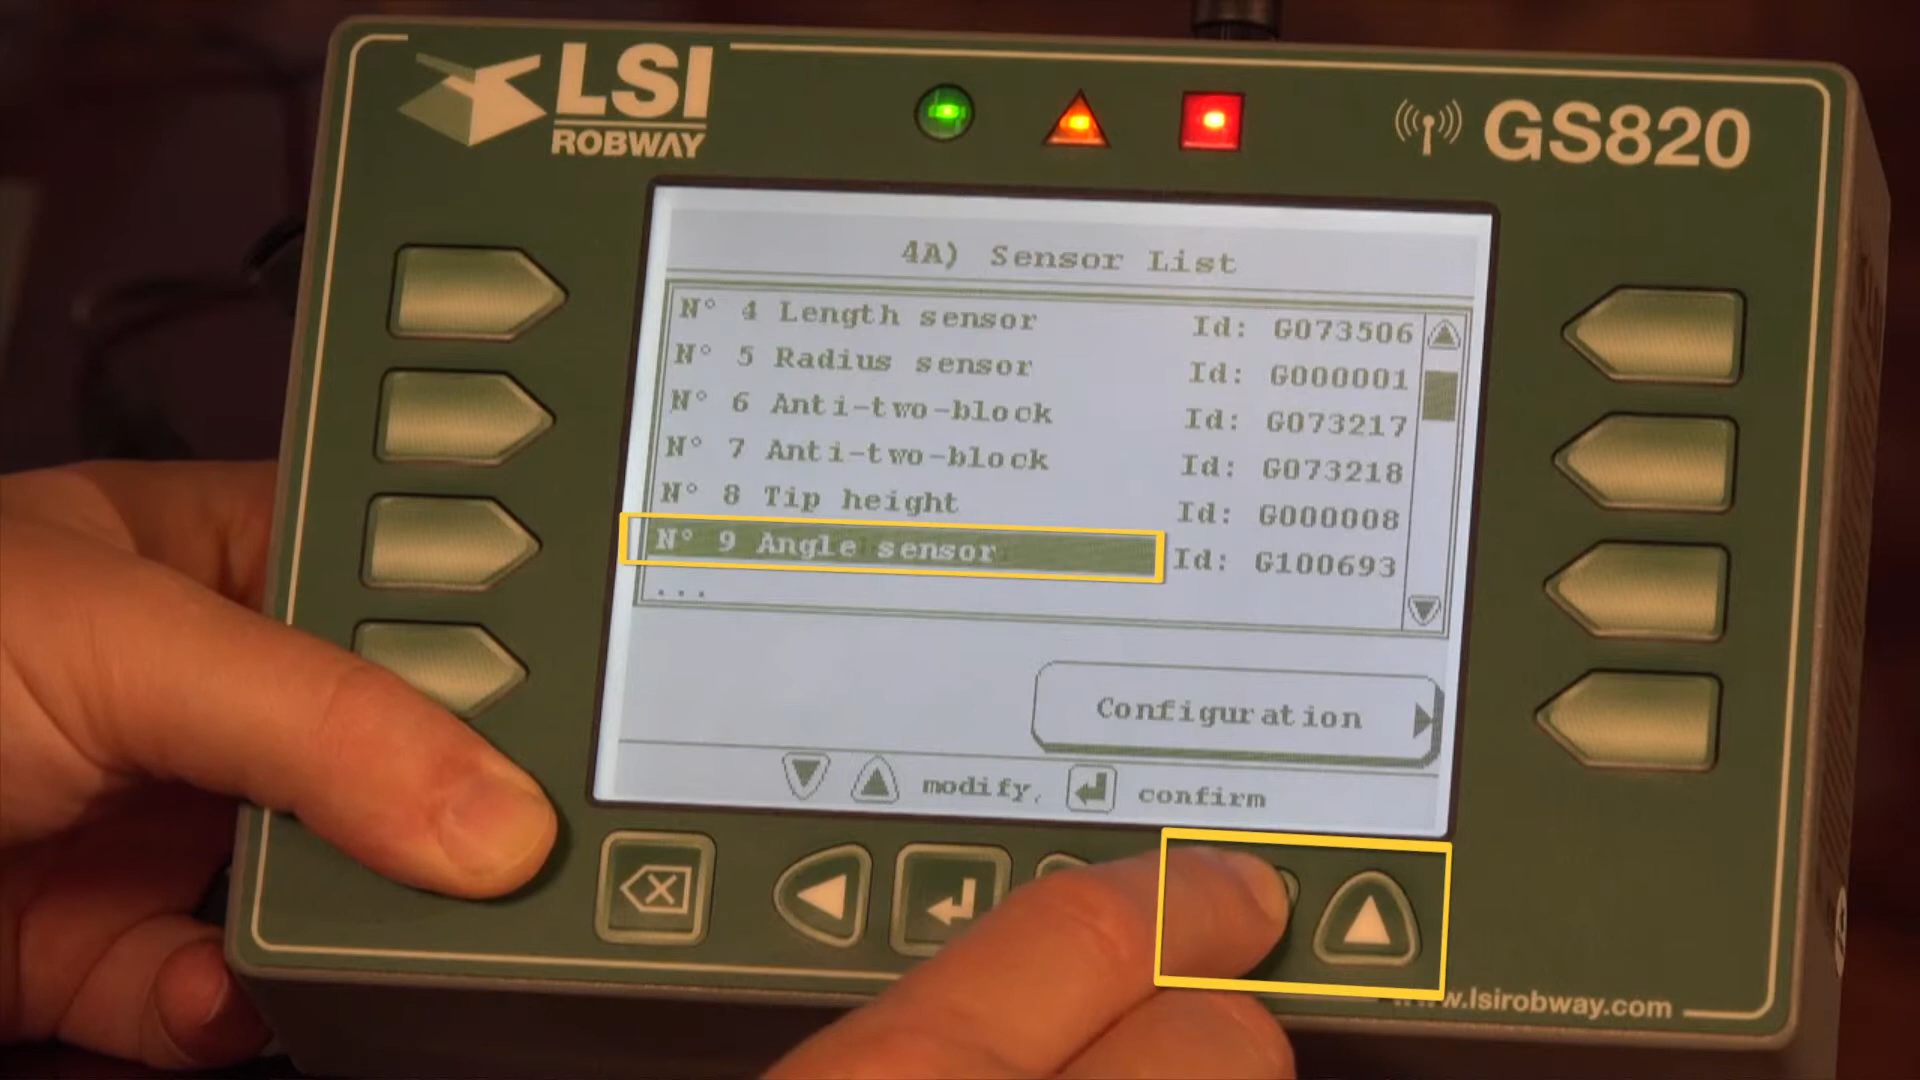 LSI
ROBWAY
GS820
4A) Sensor List
N° 4 Length sensor Id: G073506
N° 5 Radius sensor Id: G000001
N° 6 Anti-two-block Id: G073217
N° 7 Anti-two-block Id: G073218
N° 8 Tip height Id: G000008
N° 9 Angle sensor Id: G100693
...
Configuration
modify, confirm
www.lsirobway.com